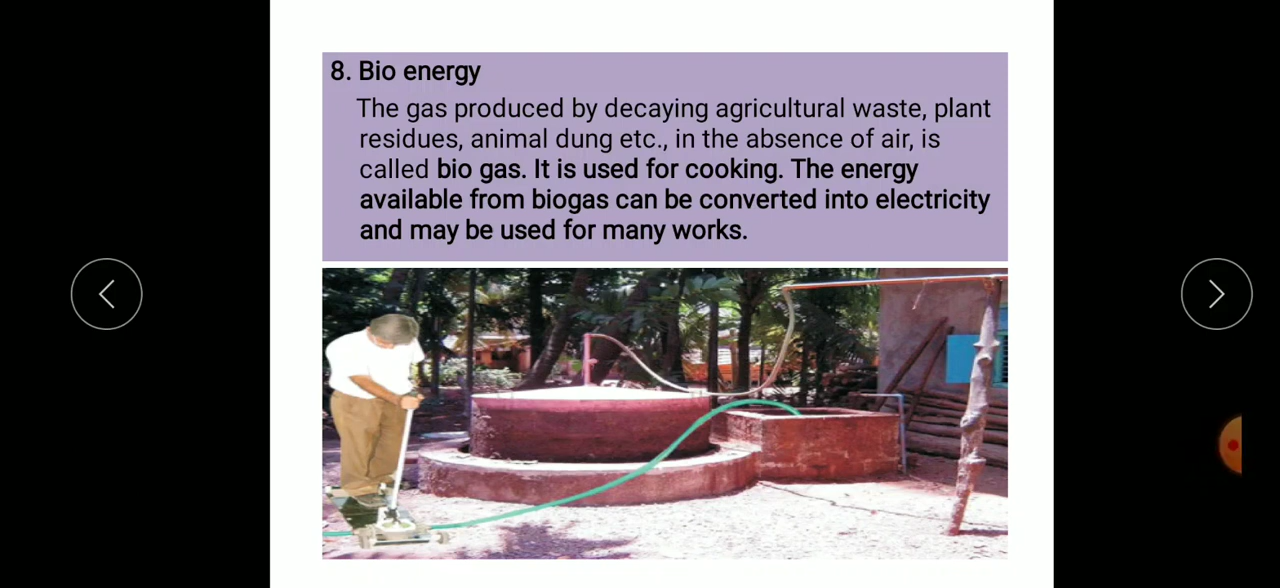 8. Bio energy
The gas produced by decaying agricultural waste, plant
residues, animal dung etc., in the absence of air, is
called bio gas. It is used for cooking. The energy
available from biogas can be converted into electricity
and may be used for many works.